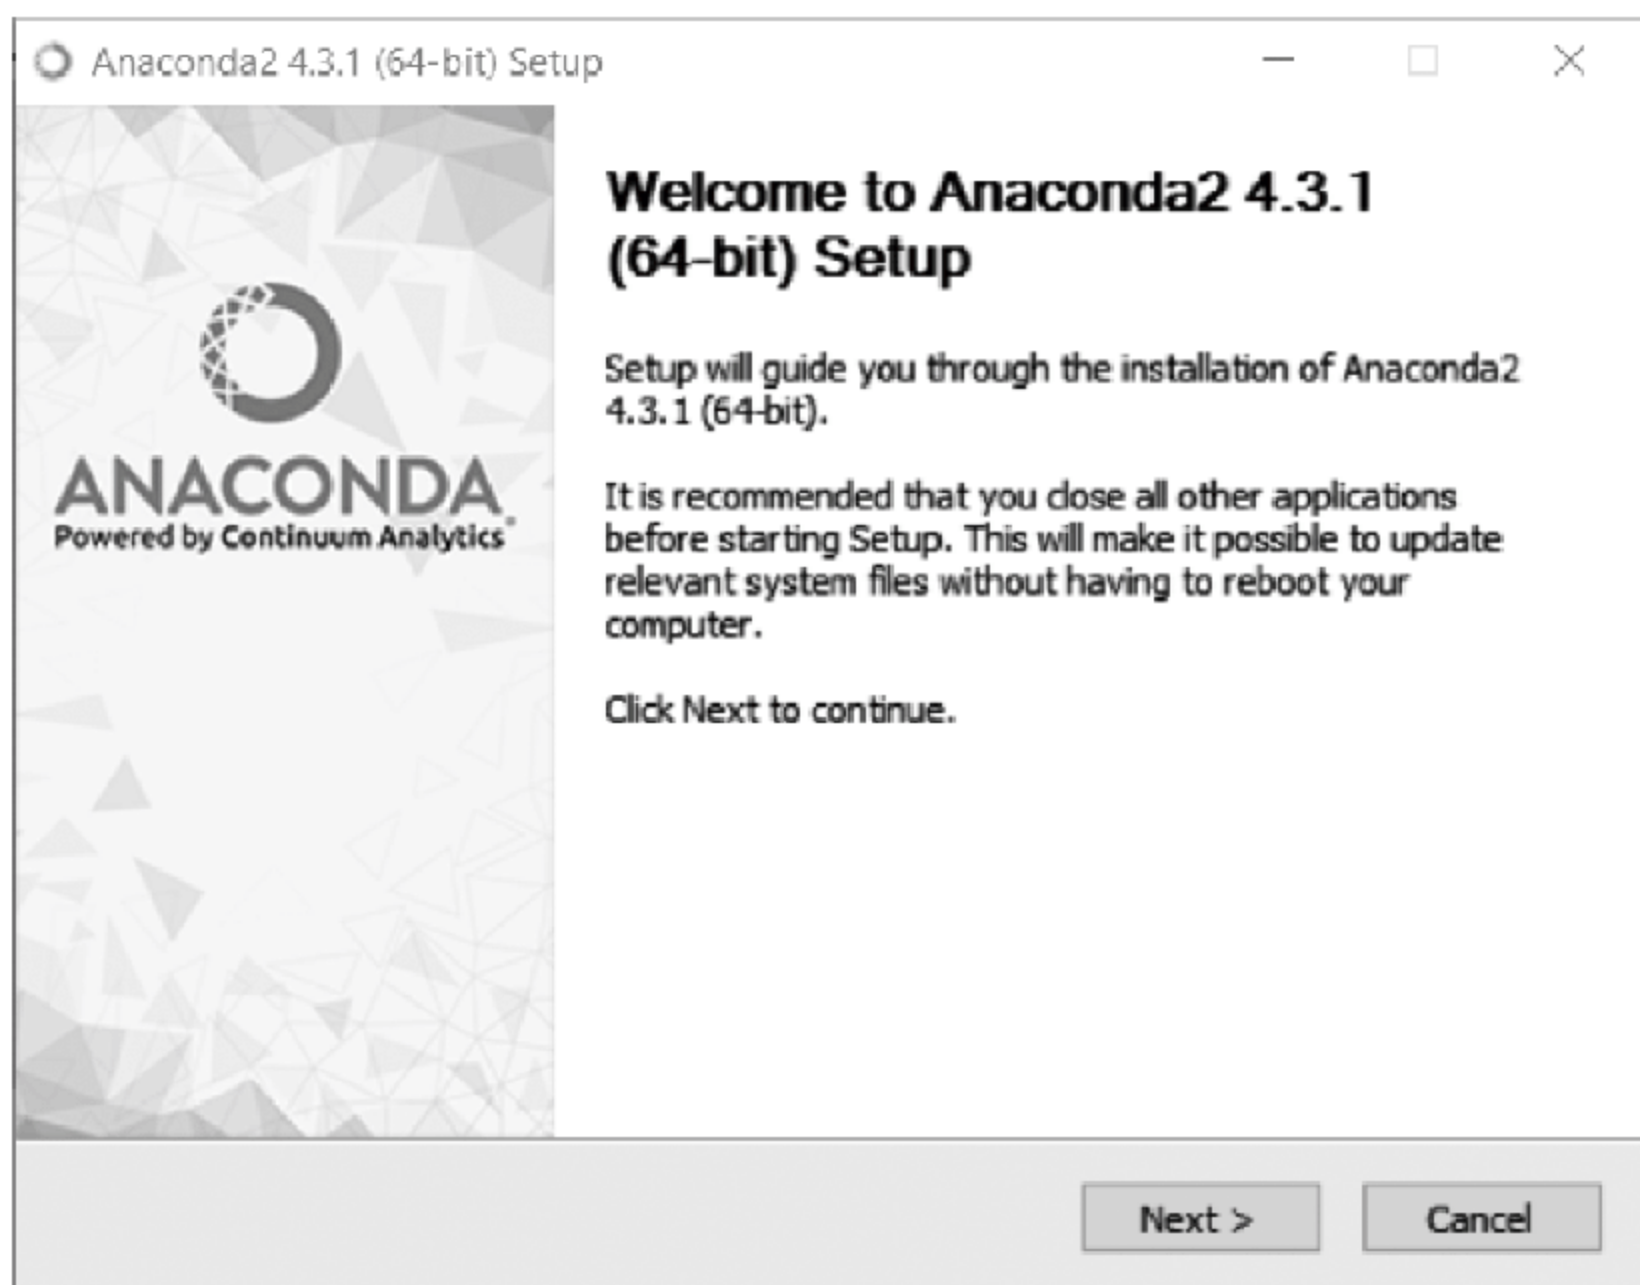 Anaconda2 4.3.1 (64-bit) Setup
ANACONDA
Powered by Continuum Analytics
Welcome to Anaconda2 4.3.1
(64-bit) Setup
Setup will guide you through the installation of Anaconda2
4.3.1 (64-bit).
It is recommended that you close all other applications
before starting Setup. This will make it possible to update
relevant system files without having to reboot your
computer.
Click Next to continue.
Next >
Cancel